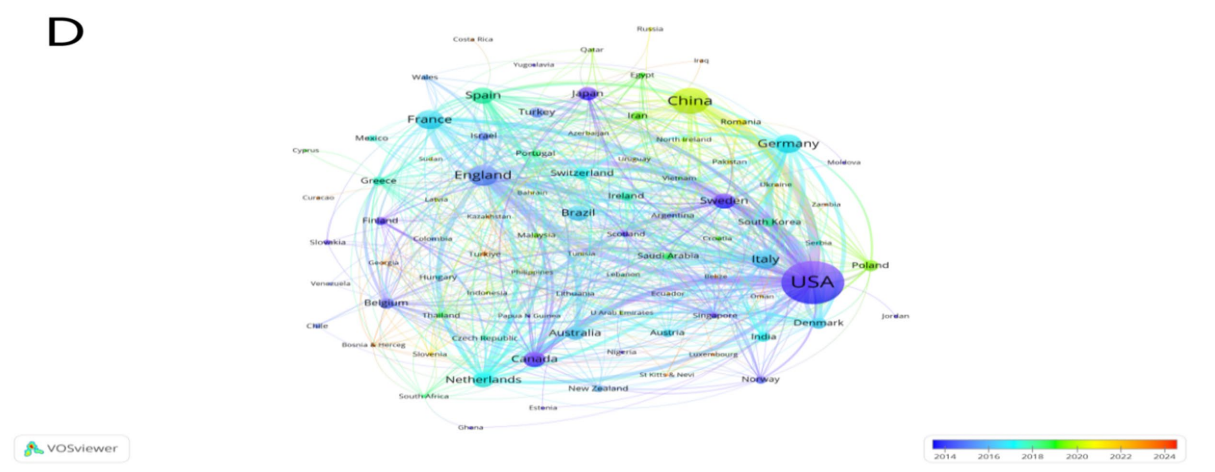 D
Russia
Costa Rica
Qatar
Yugoslavia
Iraq
Wales
Egypt
Spain
Japan
China
Turkey
Iran
France
Romania
Azerbaijan
Mexico
Israel
North Ireland
Germany
Cyprus
Portugal
Sudan
Uruguay
Pakistan
Moldova
England
Switzerland
Vietnam
Greece
Ukraine
Bahrain
Curacao
Latvia
Ireland
Sweden
Zambia
Kazakhstan
Brazil
Argentina
Finland
South Korea
Slovakia
Colombia
Malaysia
Scotland
Croatia
Serbia
Turkiye
Tunisia
Saudi Arabia
Italy
Georgia
Poland
Philippines
Lebanon
Belize
Venezuela
Hungary
USA
Indonesia
Lithuania
Ecuador
Oman
Belgium
Thailand
Papua N Guinea
U Arab Emirates
Singapore
Jordan
Chile
Denmark
Czech Republic
Australia
Austria
India
Bosnia & Herceg
Slovenia
Canada
Nigeria
Luxembourg
Netherlands
St Kitts & Nevi
Norway
New Zealand
South Africa
Estonia
Ghana
VOSviewer
2014 2016 2018 2020 2022 2024